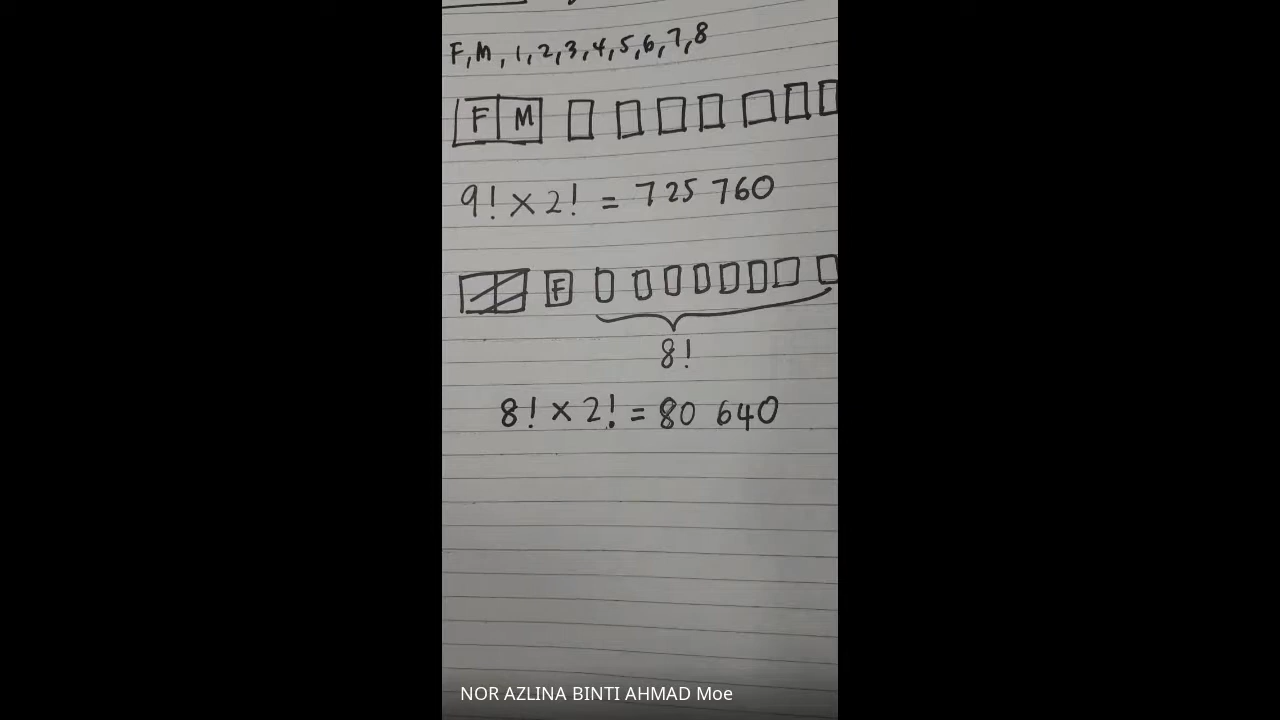 F, M, 1, 2, 3, 4, 5, 6, 7, 8
F M
9! × 2! = 725 760
F
8!
8! × 2! = 80 640
NOR AZLINA BINTI AHMAD Moe